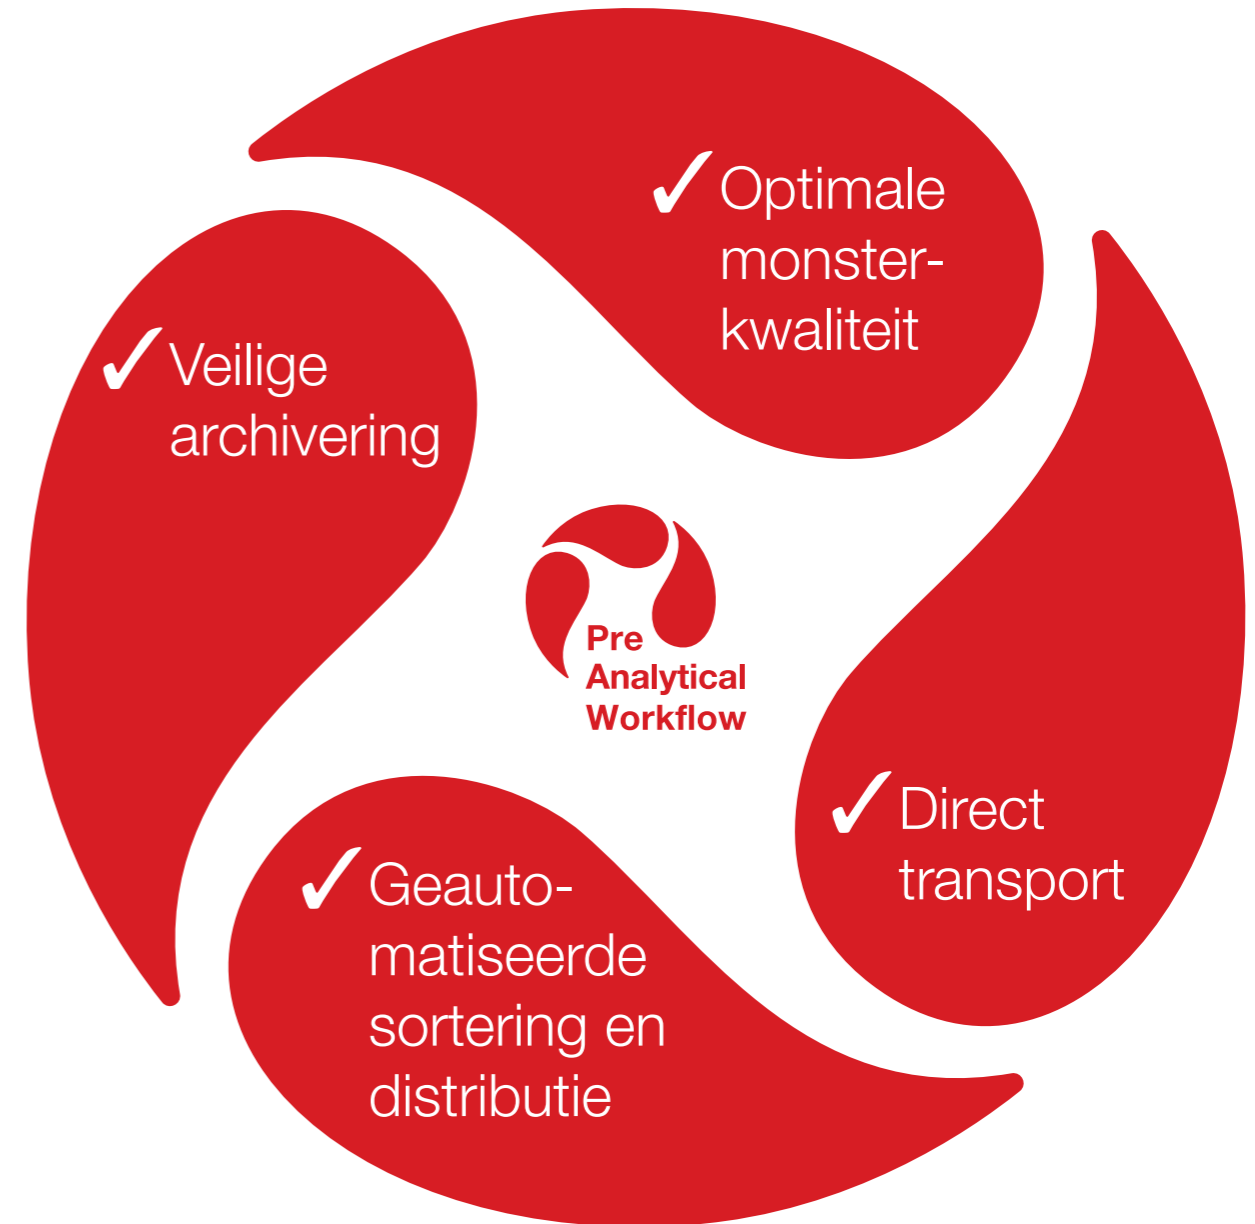 ✓ Optimale
monster-
kwaliteit
✓ Veilige
archivering
Pre
Analytical
Workflow
✓ Direct
transport
✓ Geauto-
matiseerde
sortering en
distributie